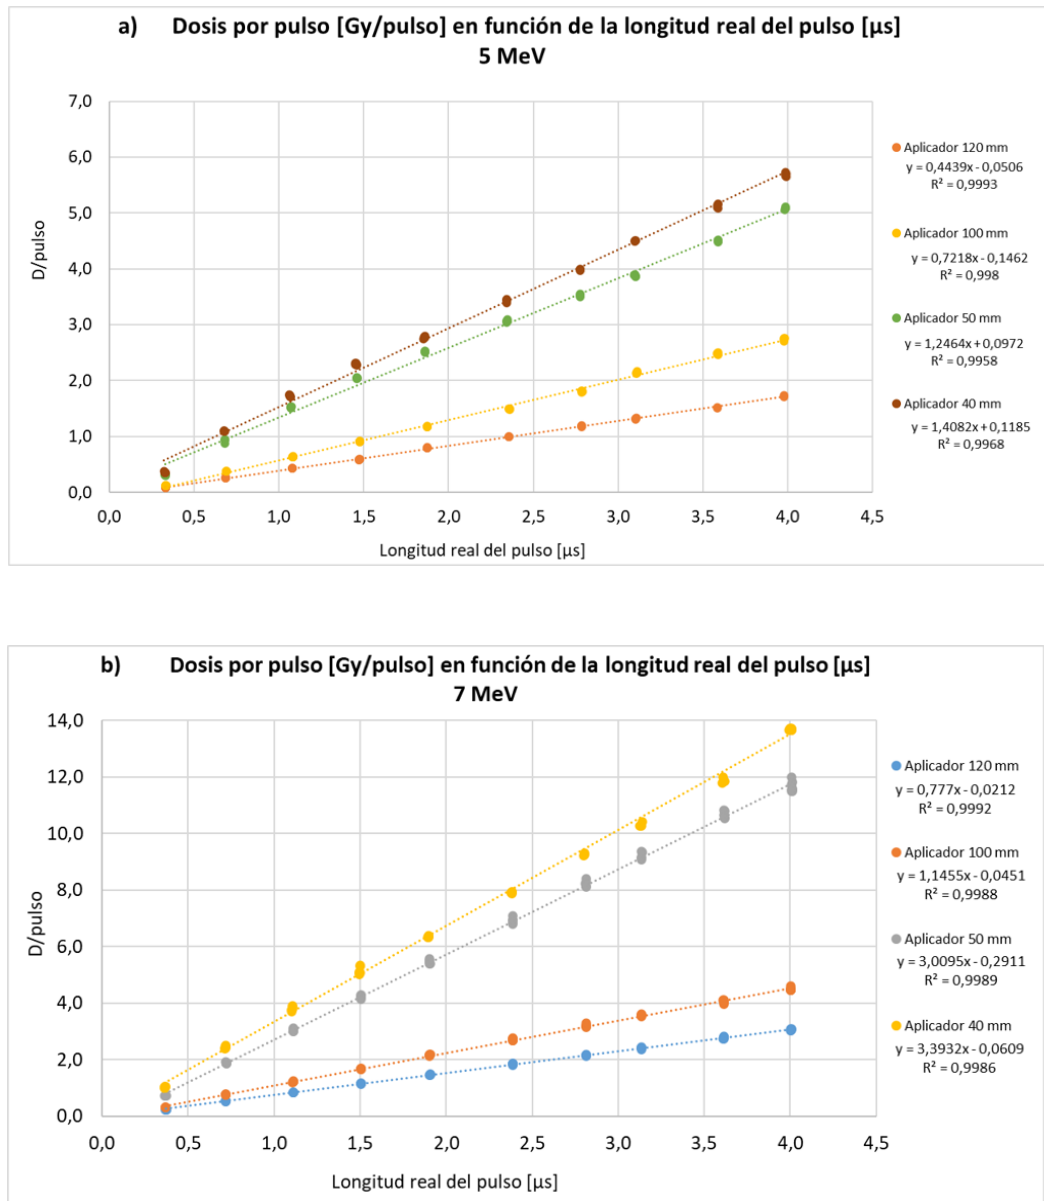 a) Dosis por pulso [Gy/pulso] en función de la longitud real del pulso [µs]
5 MeV
7,0
6,0
5,0
4,0
3,0
2,0
1,0
0,0
D/pulso
0,0 0,5 1,0 1,5 2,0 2,5 3,0 3,5 4,0 4,5
Longitud real del pulso [µs]
Aplicador 120 mm
y = 0,4439x - 0,0506
R² = 0,9993
Aplicador 100 mm
y = 0,7218x - 0,1462
R² = 0,998
Aplicador 50 mm
y = 1,2464x + 0,0972
R² = 0,9958
Aplicador 40 mm
y = 1,4082x + 0,1185
R² = 0,9968
b) Dosis por pulso [Gy/pulso] en función de la longitud real del pulso [µs]
7 MeV
14,0
12,0
10,0
8,0
6,0
4,0
2,0
0,0
D/pulso
0,0 0,5 1,0 1,5 2,0 2,5 3,0 3,5 4,0 4,5
Longitud real del pulso [µs]
Aplicador 120 mm
y = 0,777x - 0,0212
R² = 0,9992
Aplicador 100 mm
y = 1,1455x - 0,0451
R² = 0,9988
Aplicador 50 mm
y = 3,0095x - 0,2911
R² = 0,9989
Aplicador 40 mm
y = 3,3932x - 0,0609
R² = 0,9986